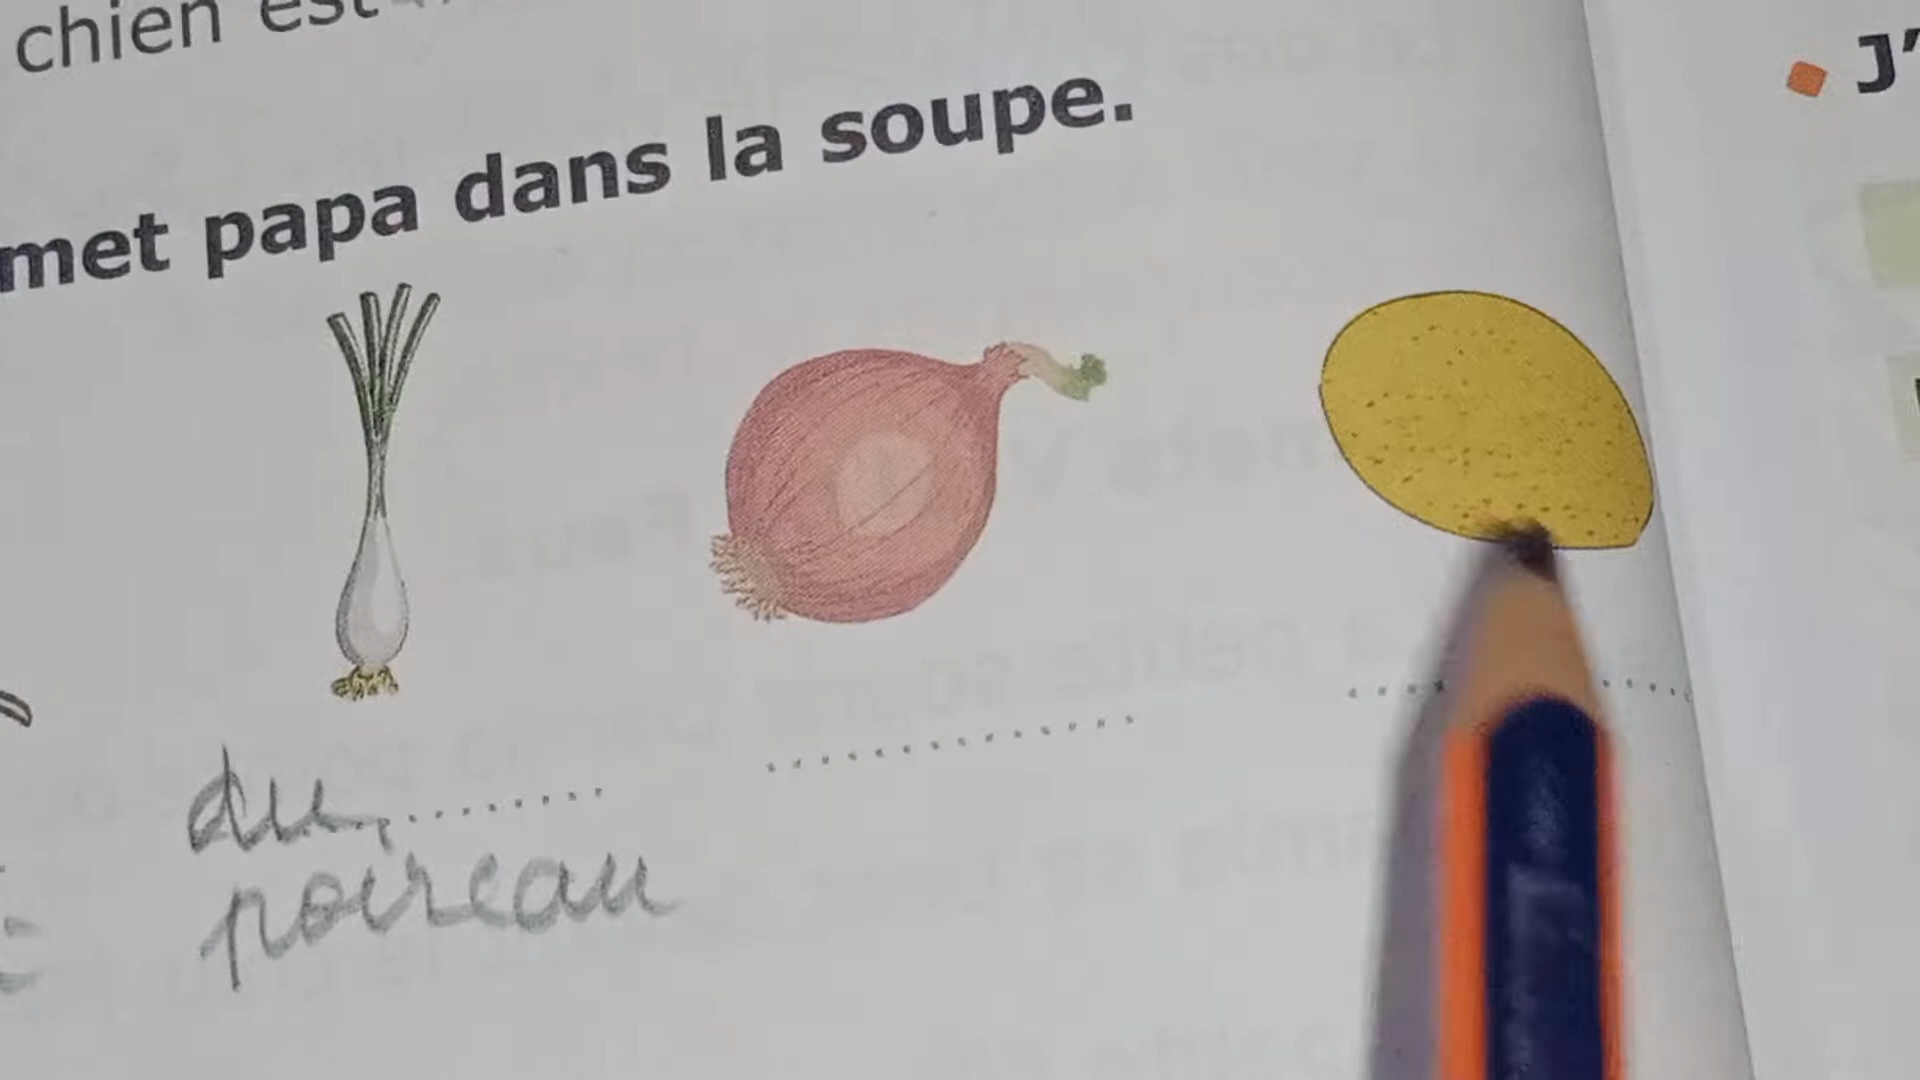 chien est
met papa dans la soupe.
J'
du
poireau